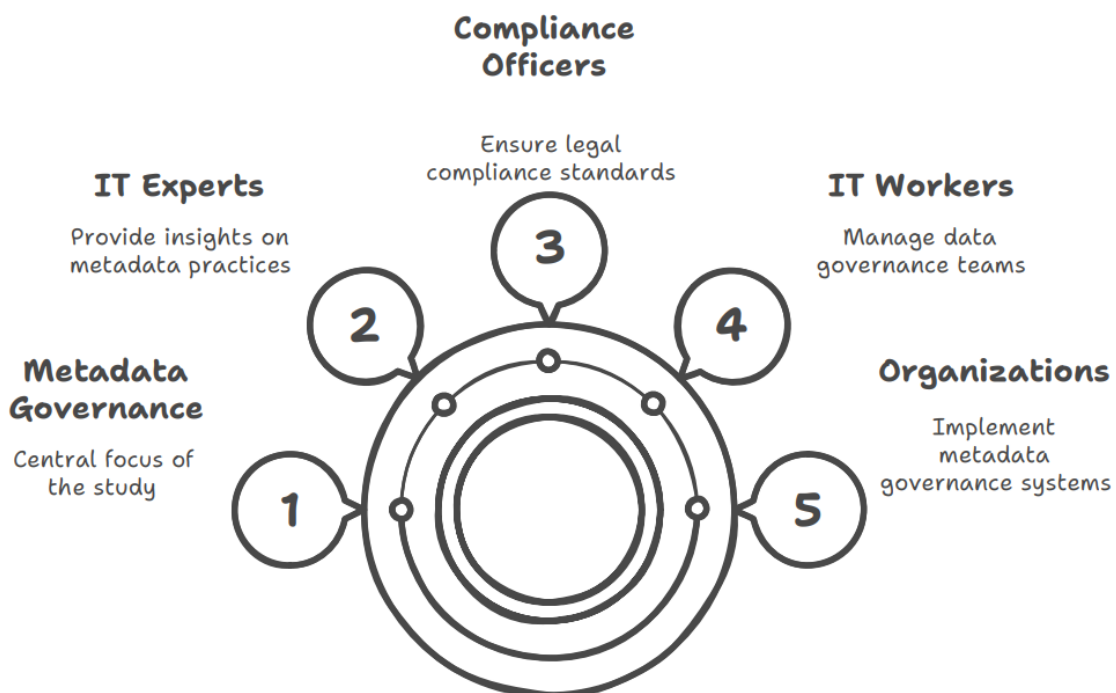 Compliance
Officers
Ensure legal
compliance standards
IT Experts
Provide insights on
metadata practices
IT Workers
Manage data
governance teams
3
2
4
Metadata
Governance
Central focus of
the study
Organizations
Implement
metadata
governance systems
1
5